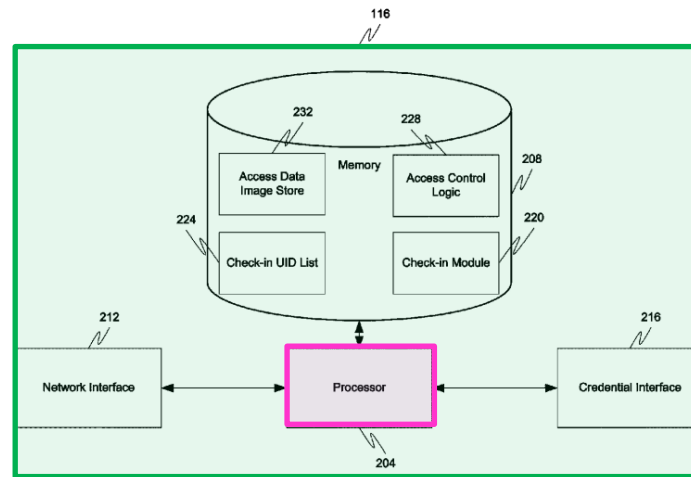 116
232
228
Memory
Access Data
Image Store
Access Control
Logic
208
224
220
Check-in UID List
Check-in Module
212
216
Network Interface
Processor
Credential Interface
204